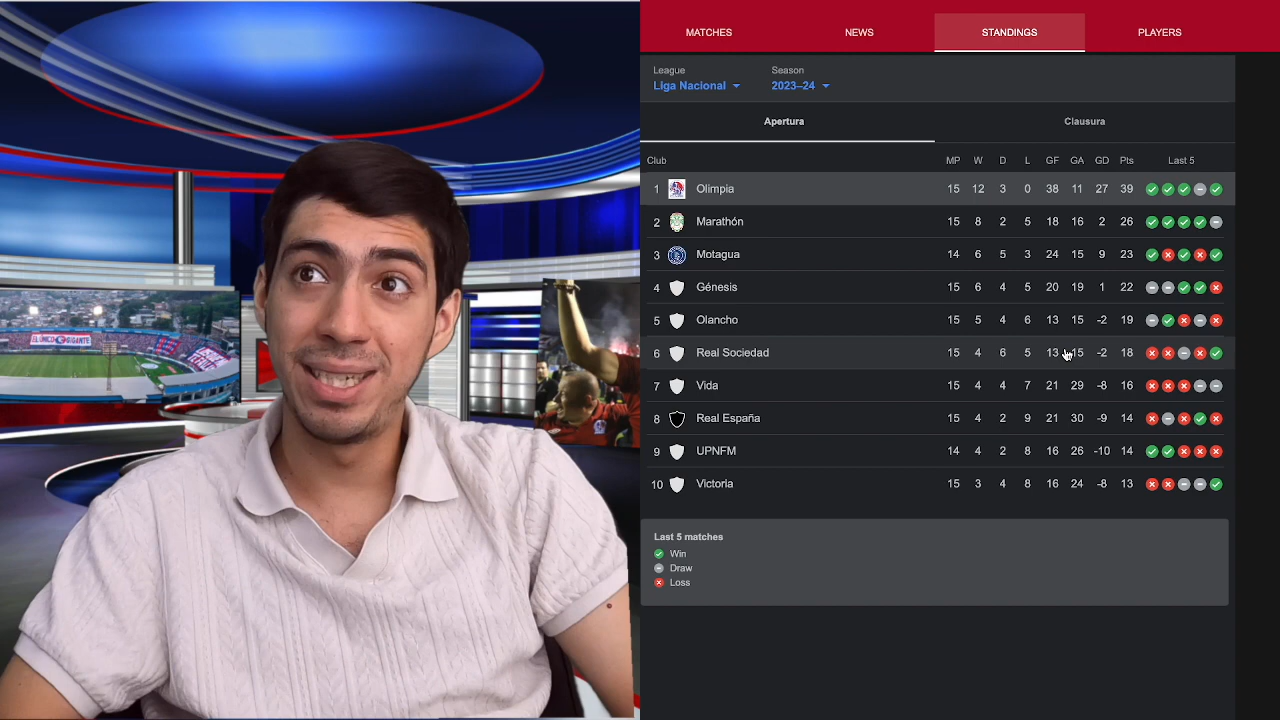 MATCHES NEWS STANDINGS PLAYERS
League Season
Liga Nacional 2023–24
Apertura Clausura
Club MP W D L GF GA GD Pts Last 5
1 Olimpia 15 12 3 0 38 11 27 39
2 Marathón 15 8 2 5 18 16 2 26
3 Motagua 14 6 5 3 24 15 9 23
4 Génesis 15 6 4 5 20 19 1 22
5 Olancho 15 5 4 6 13 15 -2 19
6 Real Sociedad 15 4 6 5 13 15 -2 18
7 Vida 15 4 4 7 21 29 -8 16
8 Real España 15 4 2 9 21 30 -9 14
9 UPNFM 14 4 2 8 16 26 -10 14
10 Victoria 15 3 4 8 16 24 -8 13
Last 5 matches
Win
Draw
Loss
EL ÚNICO GIGANTE